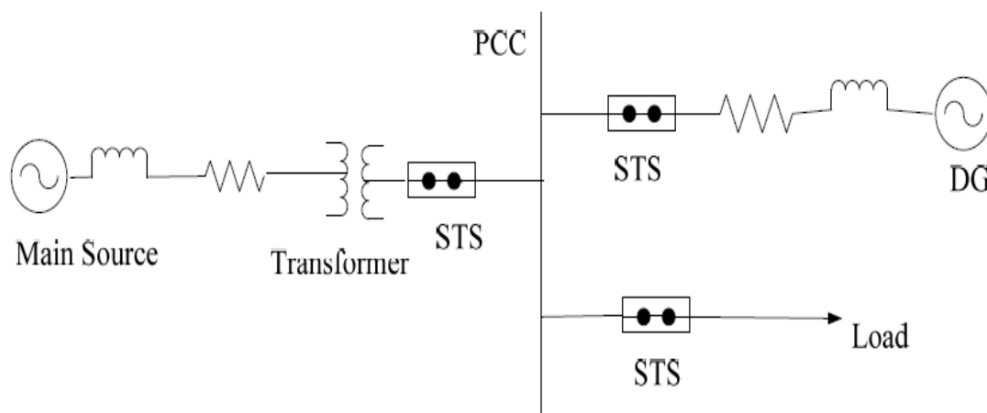 PCC
STS
DG
Main Source
Transformer
STS
STS
Load